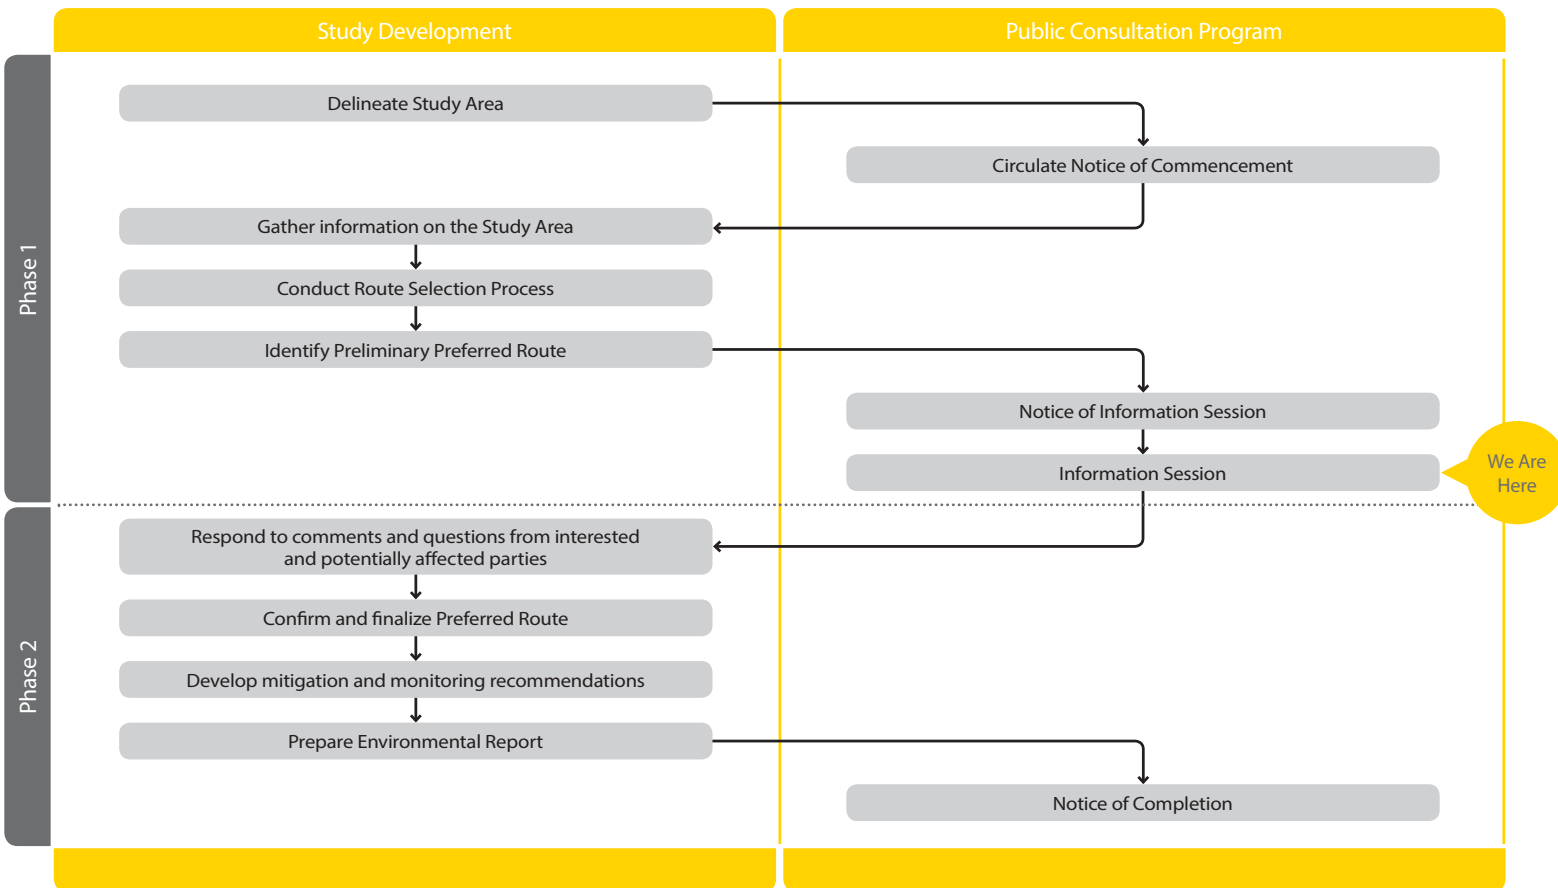 Study Development
Public Consultation Program
Phase 1
Delineate Study Area
Circulate Notice of Commencement
Gather information on the Study Area
Conduct Route Selection Process
Identify Preliminary Preferred Route
Notice of Information Session
Information Session
We Are
Here
Phase 2
Respond to comments and questions from interested
and potentially affected parties
Confirm and finalize Preferred Route
Develop mitigation and monitoring recommendations
Prepare Environmental Report
Notice of Completion